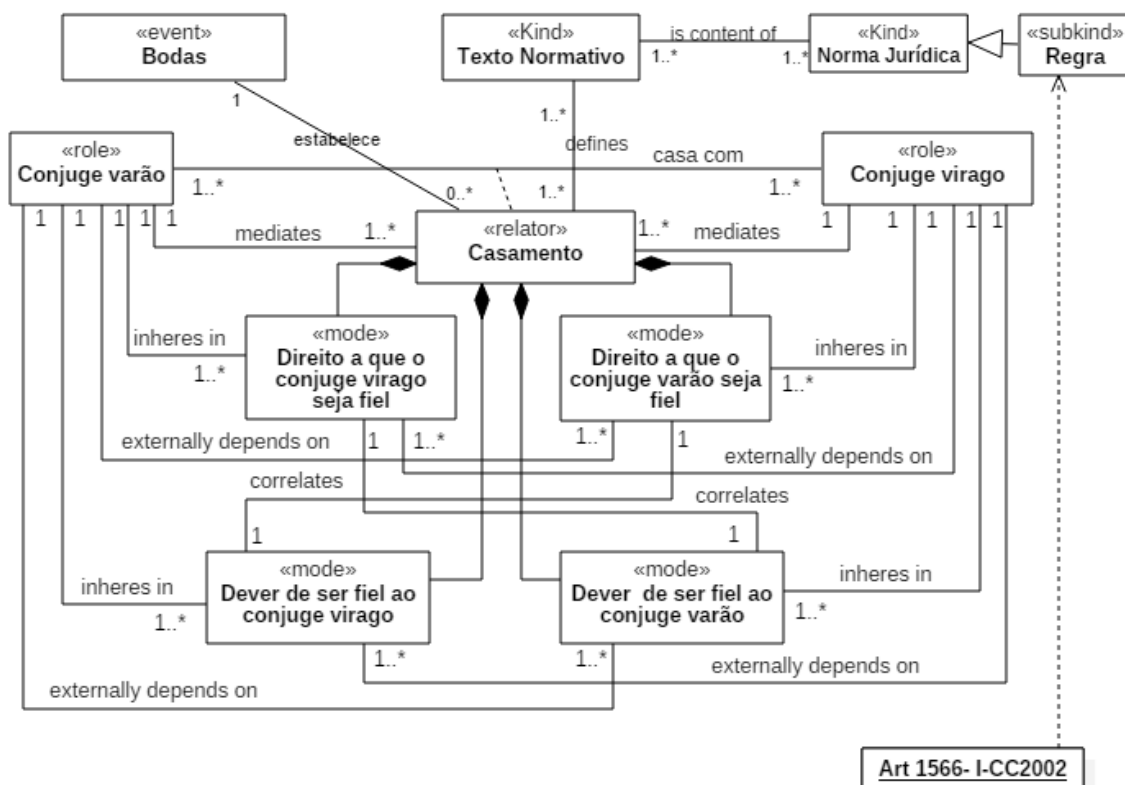 «event»
Bodas
«Kind»
Texto Normativo
is content of
1..*
1..*
«Kind»
Norma Jurídica
«subkind»
Regra
1
1..*
estabelece
defines
casa com
«role»
Conjuge varão
1..*
1..*
«role»
Conjuge virago
0..*
1..*
1 1 1 1 1 1
1 1 1 1 1
mediates
1..*
«relator»
Casamento
1..*
mediates
inheres in
1..*
«mode»
Direito a que o
conjuge virago
seja fiel
«mode»
Direito a que o
conjuge varão seja
fiel
inheres in
1..*
externally depends on
1
1..*
1..*
1
externally depends on
correlates
correlates
1
1
inheres in
1..*
«mode»
Dever de ser fiel ao
conjuge virago
«mode»
Dever de ser fiel ao
conjuge varão
inheres in
1..*
1..*
1..*
externally depends on
externally depends on
Art 1566- I-CC2002